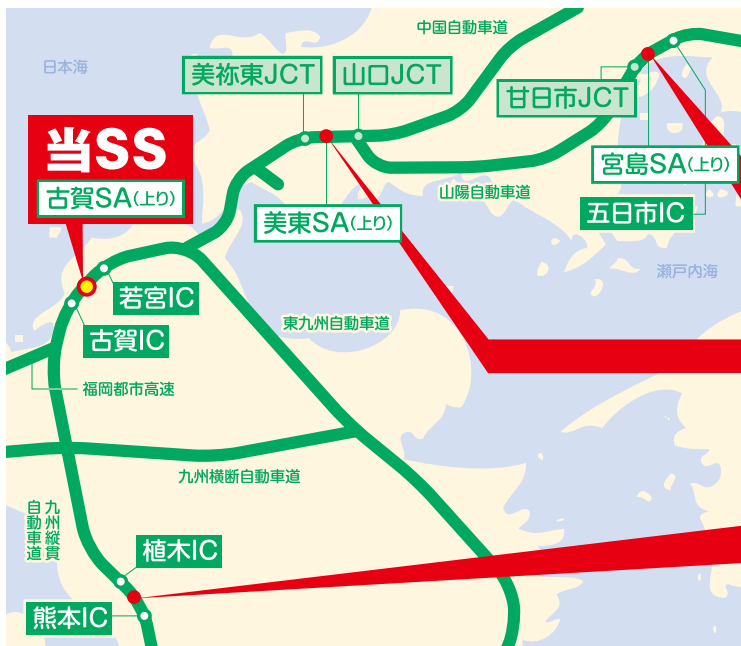 中国自動車道
日本海
美祢東JCT
山口JCT
甘日市JCT
当SS
古賀SA(上り)
宮島SA(上り)
山陽自動車道
美東SA(上り)
五日市IC
瀬戸内海
若宮IC
東九州自動車道
古賀IC
福岡都市高速
九州横断自動車道
九州縦貫
自動車道
植木IC
熊本IC